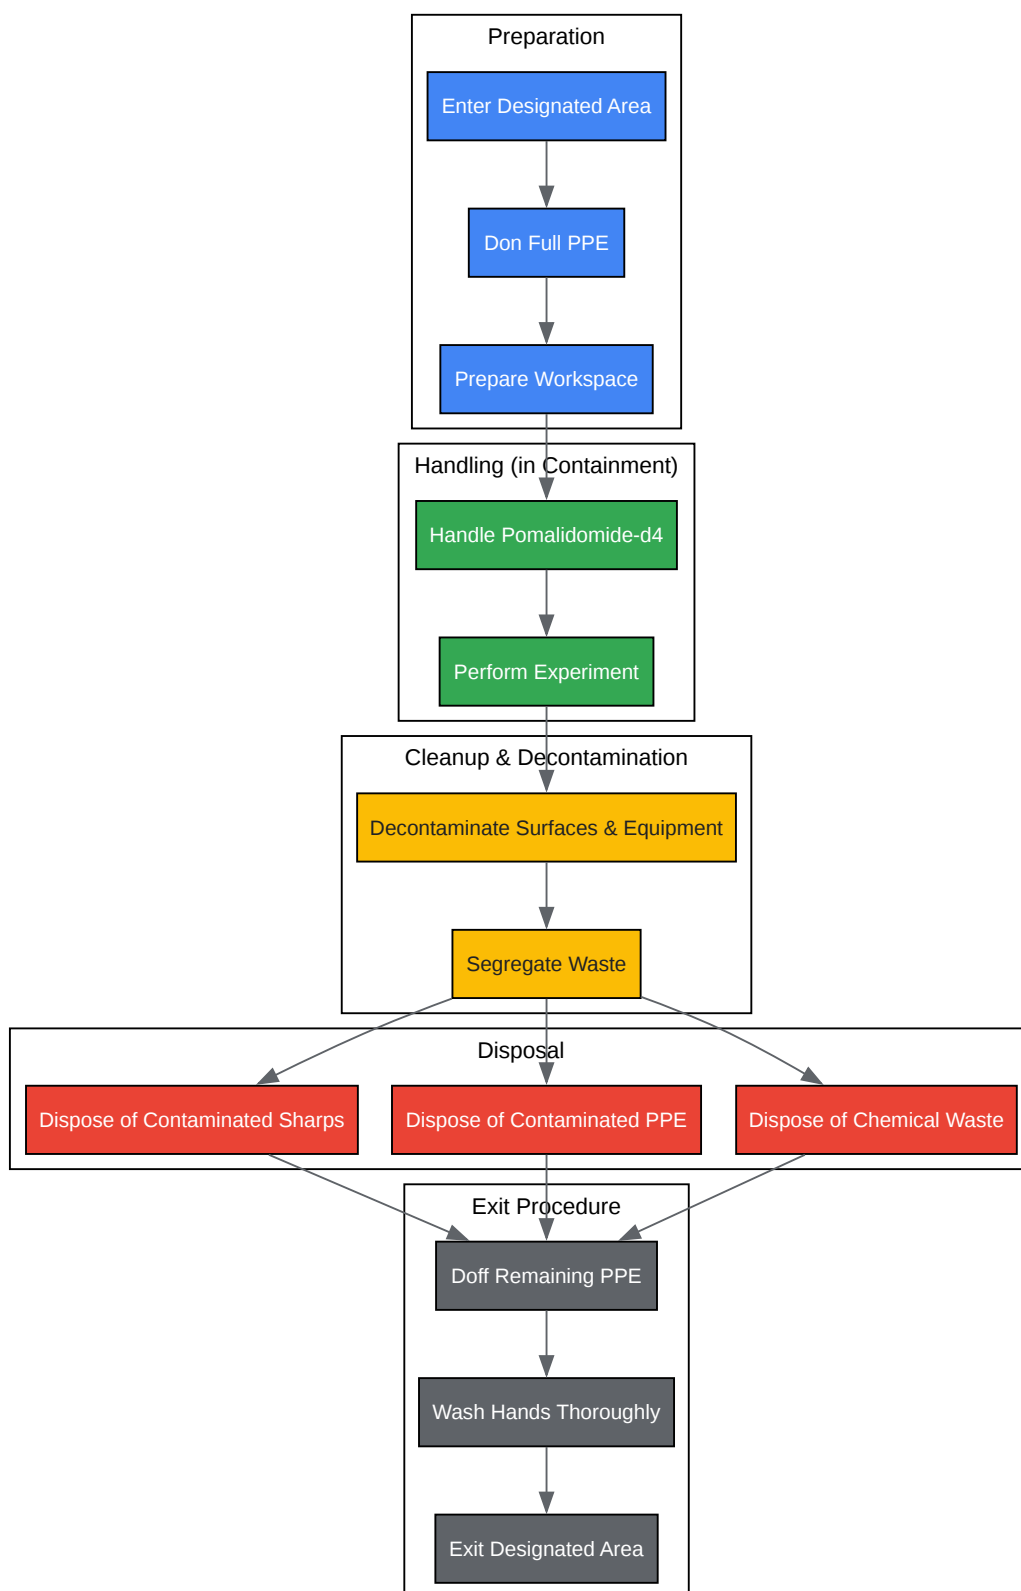 Preparation
Enter Designated Area
Don Full PPE
Prepare Workspace
Handling (in Containment)
Handle Pomalidomide-d4
Perform Experiment
Cleanup & Decontamination
Decontaminate Surfaces & Equipment
Segregate Waste
Disposal
Dispose of Contaminated Sharps
Dispose of Contaminated PPE
Dispose of Chemical Waste
Exit Procedure
Doff Remaining PPE
Wash Hands Thoroughly
Exit Designated Area